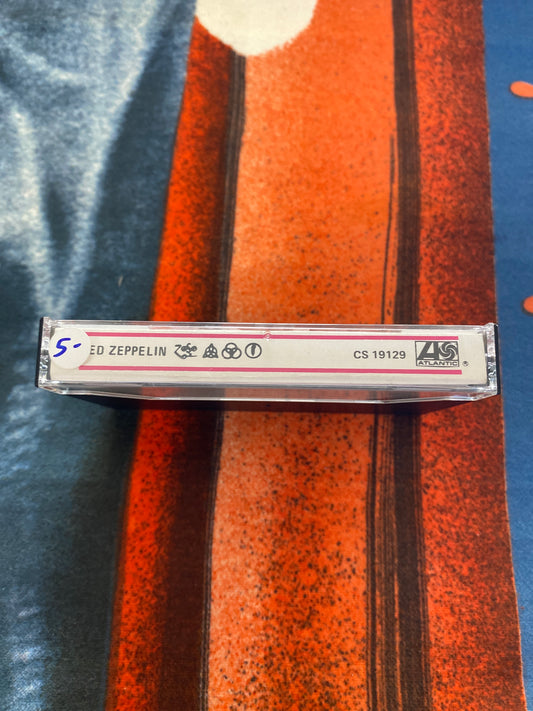 5-
ED ZEPPELIN
CS 19129
ATLANTIC
®